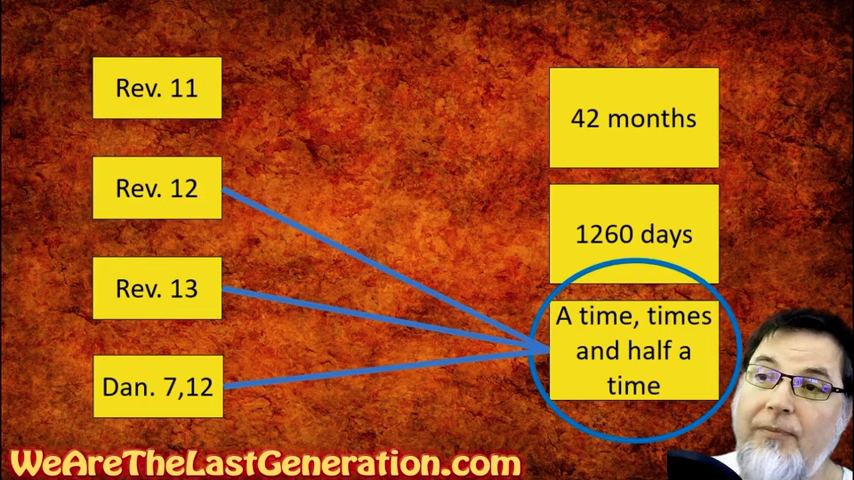 Rev. 11
Rev. 12
Rev. 13
Dan. 7,12
42 months
1260 days
A time, times
and half a
time
WeAreTheLastGeneration.com